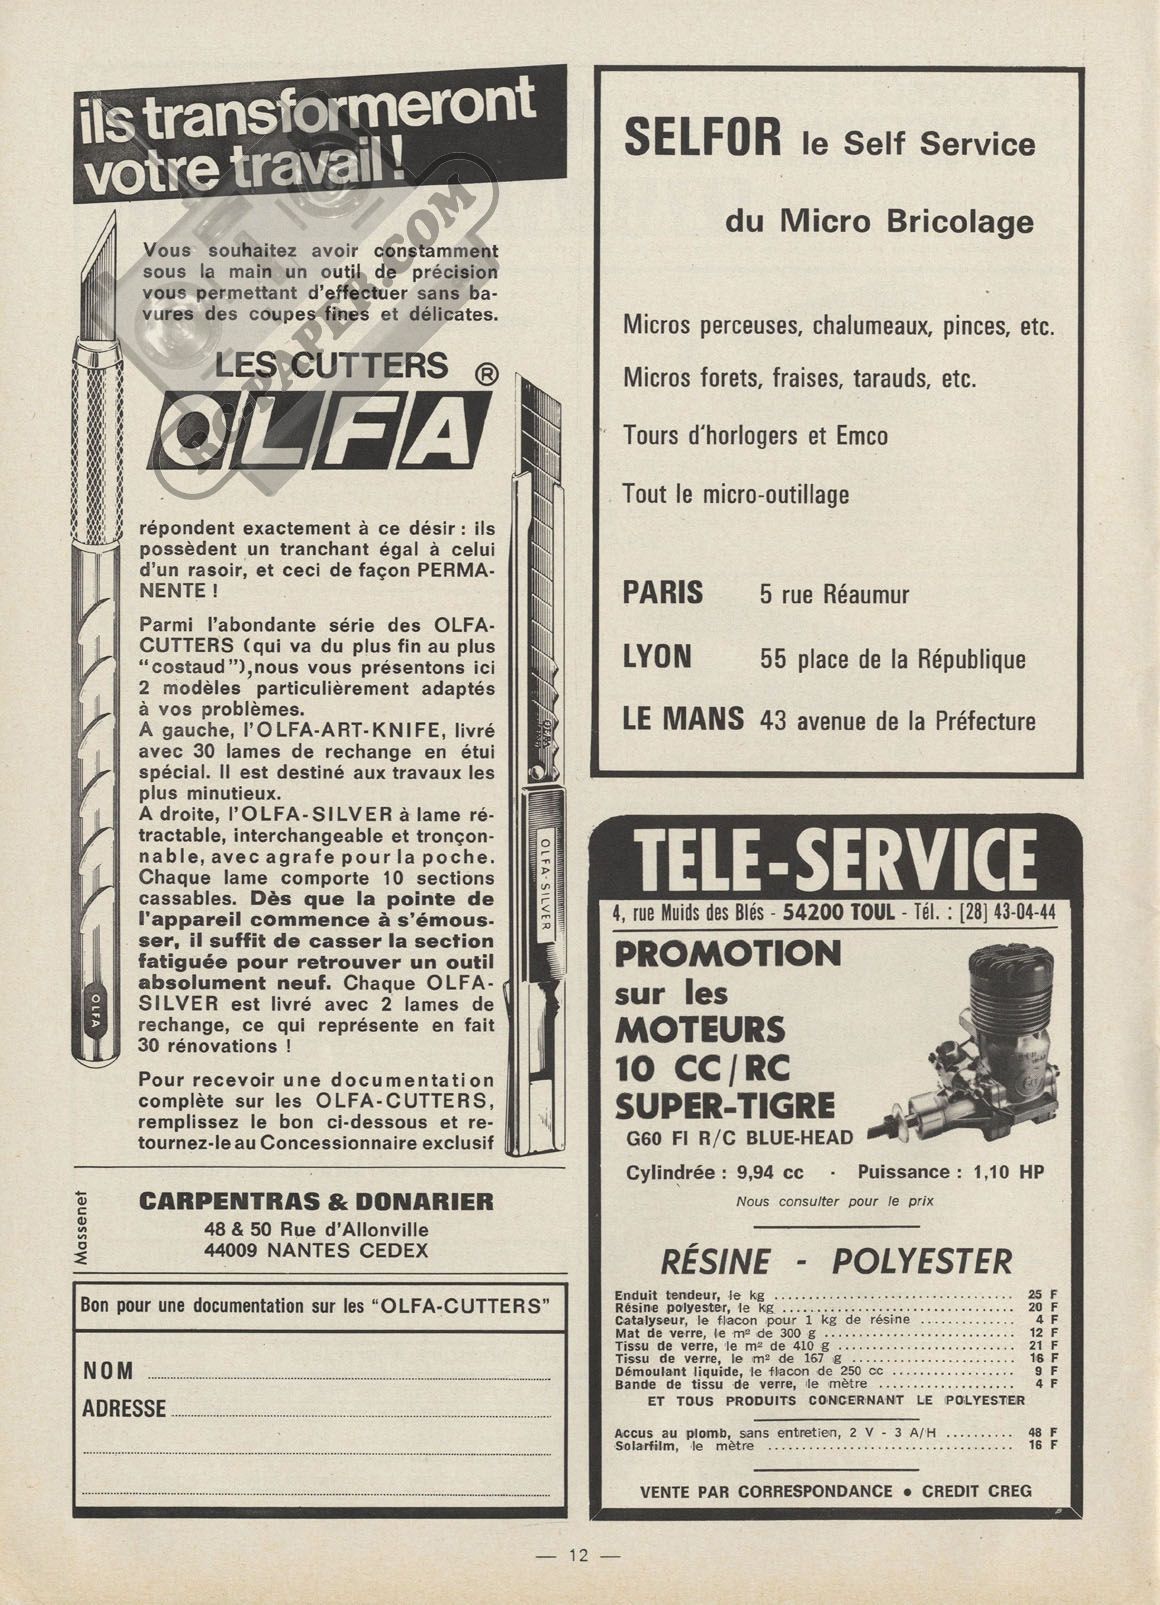 ils transformeront
votre travail !
Vous souhaitez avoir constamment
sous la main un outil de précision
vous permettant d'effectuer sans ba-
vures des coupes fines et délicates.
LES CUTTERS ®
OLFA
répondent exactement à ce désir : ils
possèdent un tranchant égal à celui
d'un rasoir, et ceci de façon PERMA-
NENTE !
Parmi l'abondante série des OLFA-
CUTTERS (qui va du plus fin au plus
"costaud"),nous vous présentons ici
2 modèles particulièrement adaptés
à vos problèmes.
A gauche, l'OLFA-ART-KNIFE, livré
avec 30 lames de rechange en étui
spécial. Il est destiné aux travaux les
plus minutieux.
A droite, l'OLFA-SILVER à lame ré-
tractable, interchangeable et tronçon-
nable, avec agrafe pour la poche.
Chaque lame comporte 10 sections
cassables. Dès que la pointe de
l'appareil commence à s'émous-
ser, il suffit de casser la section
fatiguée pour retrouver un outil
absolument neuf. Chaque OLFA-
SILVER est livré avec 2 lames de
rechange, ce qui représente en fait
30 rénovations !
Pour recevoir une documentation
complète sur les OLFA-CUTTERS,
remplissez le bon ci-dessous et re-
tournez-le au Concessionnaire exclusif
OLFA
OLFA
OLFA-SILVER
Massenet
CARPENTRAS & DONARIER
48 & 50 Rue d'Allonville
44009 NANTES CEDEX
Bon pour une documentation sur les "OLFA-CUTTERS"
NOM
ADRESSE
RCPAPER.COM
SELFOR le Self Service
du Micro Bricolage
Micros perceuses, chalumeaux, pinces, etc.
Micros forets, fraises, tarauds, etc.
Tours d'horlogers et Emco
Tout le micro-outillage
PARIS 5 rue Réaumur
LYON 55 place de la République
LE MANS 43 avenue de la Préfecture
TELE-SERVICE
4, rue Muids des Blés - 54200 TOUL - Tél. : (28) 43-04-44
PROMOTION
sur les
MOTEURS
10 CC/RC
SUPER-TIGRE
G60 FI R/C BLUE-HEAD
Cylindrée : 9,94 cc · Puissance : 1,10 HP
Nous consulter pour le prix
RÉSINE - POLYESTER
Enduit tendeur, le kg ........ 25 F
Résine polyester, le kg ........ 20 F
Catalyseur, le flacon pour 1 kg de résine ........ 4 F
Mat de verre, le m² de 300 g ........ 12 F
Tissu de verre, le m² de 410 g ........ 21 F
Tissu de verre, le m² de 167 g ........ 16 F
Démoulant liquide, le flacon de 250 cc ........ 9 F
Bande de tissu de verre, le mètre ........ 4 F
ET TOUS PRODUITS CONCERNANT LE POLYESTER
Accus au plomb, sans entretien, 2 V - 3 A/H ........ 48 F
Solarfilm, le mètre ........ 16 F
VENTE PAR CORRESPONDANCE • CREDIT CREG
— 12 —